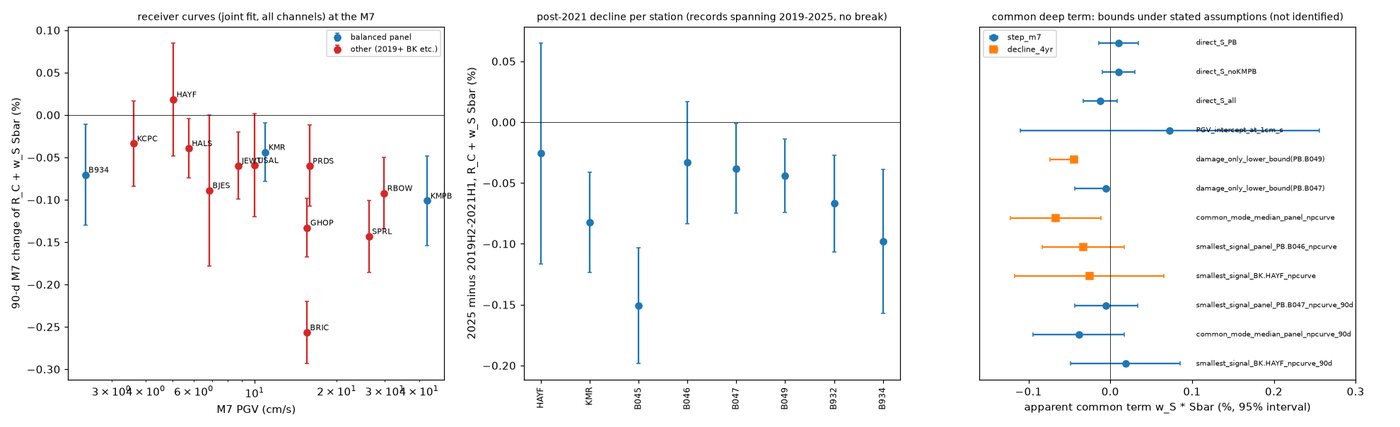 receiver curves (joint fit, all channels) at the M7
90-d M7 change of R_C + w_S Sbar (%)
0.10
0.05
0.00
−0.05
−0.10
−0.15
−0.20
−0.25
−0.30
balanced panel
other (2019+ BK etc.)
HAYF
KCPC
HALS
KMR
B934
PRDS
BJES
RBOW
KMPB
GHOP
SPRL
BRIC
3 × 10⁰
4 × 10⁰
6 × 10⁰
10¹
2 × 10¹
3 × 10¹
4 × 10¹
M7 PGV (cm/s)
post-2021 decline per station (records spanning 2019-2025, no break)
2025 minus 2019H2-2021H1, R_C + w_S Sbar (%)
0.05
0.00
−0.05
−0.10
−0.15
−0.20
HAYF
KMR
B045
B046
B047
B049
B932
B934
common deep term: bounds under stated assumptions (not identified)
step_m7
decline_4yr
direct_S_PB
direct_S_noKMPB
direct_S_all
PGV_intercept_at_1cm_s
damage_only_lower_bound(PB.B049)
damage_only_lower_bound(PB.B047)
common_mode_median_panel_npcurve
smallest_signal_panel_PB.B046_npcurve
smallest_signal_BK.HAYF_npcurve
smallest_signal_panel_PB.B047_npcurve_90d
common_mode_median_panel_npcurve_90d
smallest_signal_BK.HAYF_npcurve_90d
−0.1
0.0
0.1
0.2
0.3
apparent common term w_S * Sbar (%, 95% interval)